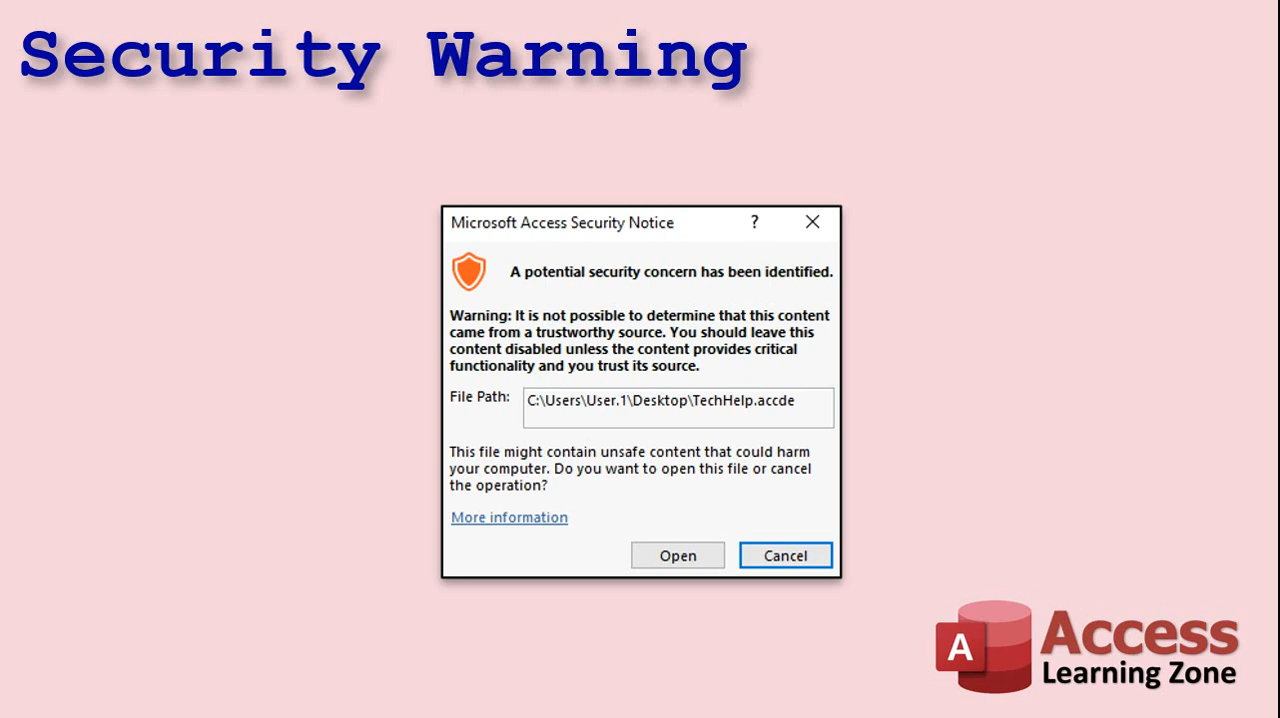 Security Warning
Microsoft Access Security Notice ?
A potential security concern has been identified.
Warning: It is not possible to determine that this content
came from a trustworthy source. You should leave this
content disabled unless the content provides critical
functionality and you trust its source.
File Path: C:\Users\User.1\Desktop\TechHelp.accde
This file might contain unsafe content that could harm
your computer. Do you want to open this file or cancel
the operation?
More information
Open Cancel
A Access
Learning Zone